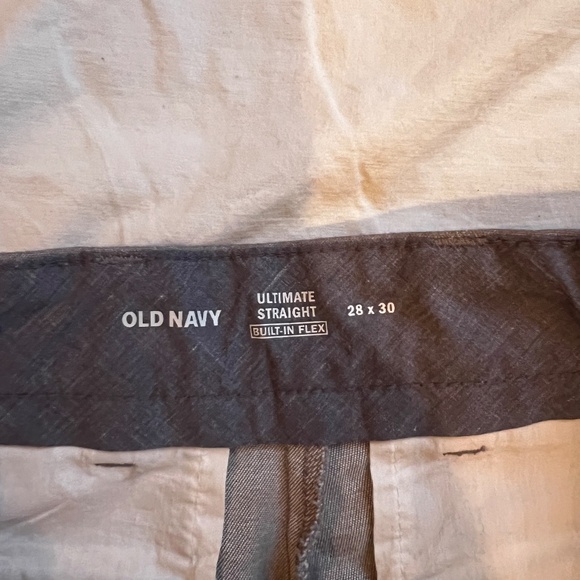 OLD NAVY
ULTIMATE
STRAIGHT
BUILT-IN FLEX
28 x 30